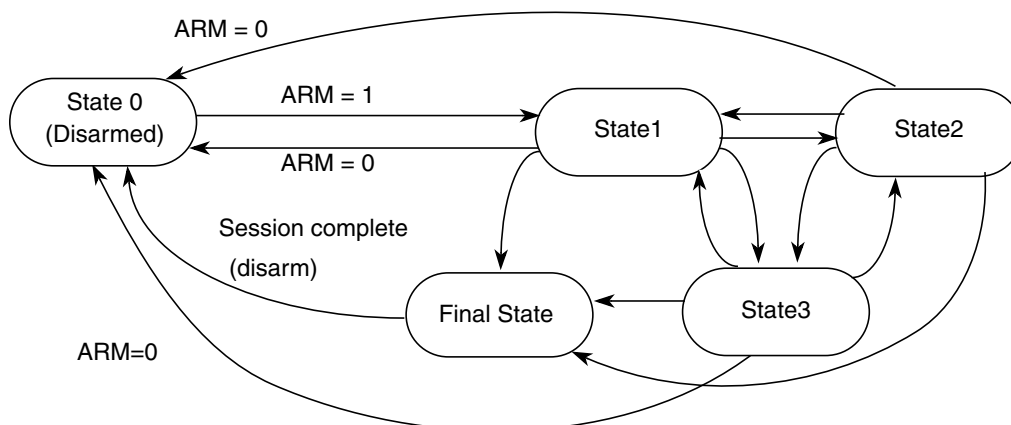 ARM = 0
State 0
(Disarmed)
ARM = 1
State1
State2
ARM = 0
Session complete
(disarm)
Final State
State3
ARM=0